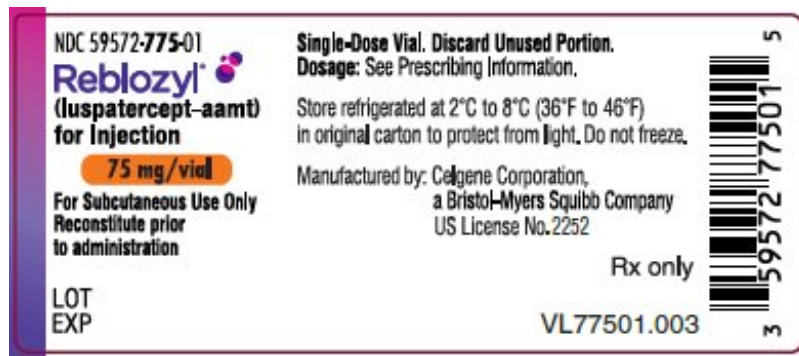 NDC 59572-775-01
Reblozyl®
(luspatercept–aamt)
for Injection
75 mg/vial
For Subcutaneous Use Only
Reconstitute prior
to administration
LOT
EXP
Single-Dose Vial. Discard Unused Portion.
Dosage: See Prescribing Information.
Store refrigerated at 2°C to 8°C (36°F to 46°F)
in original carton to protect from light. Do not freeze.
Manufactured by: Celgene Corporation,
a Bristol–Myers Squibb Company
US License No. 2252
Rx only
VL77501.003
3 59572 77501 5